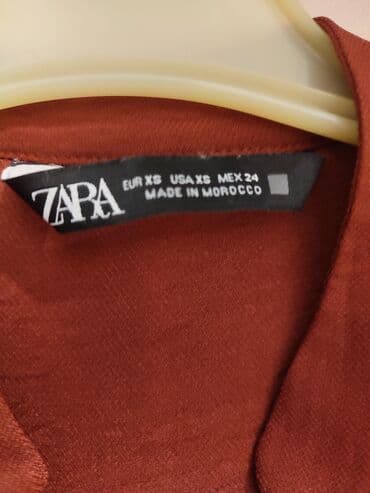 ZARA
EUR XS USA XS MEX 24
MADE IN MOROCCO